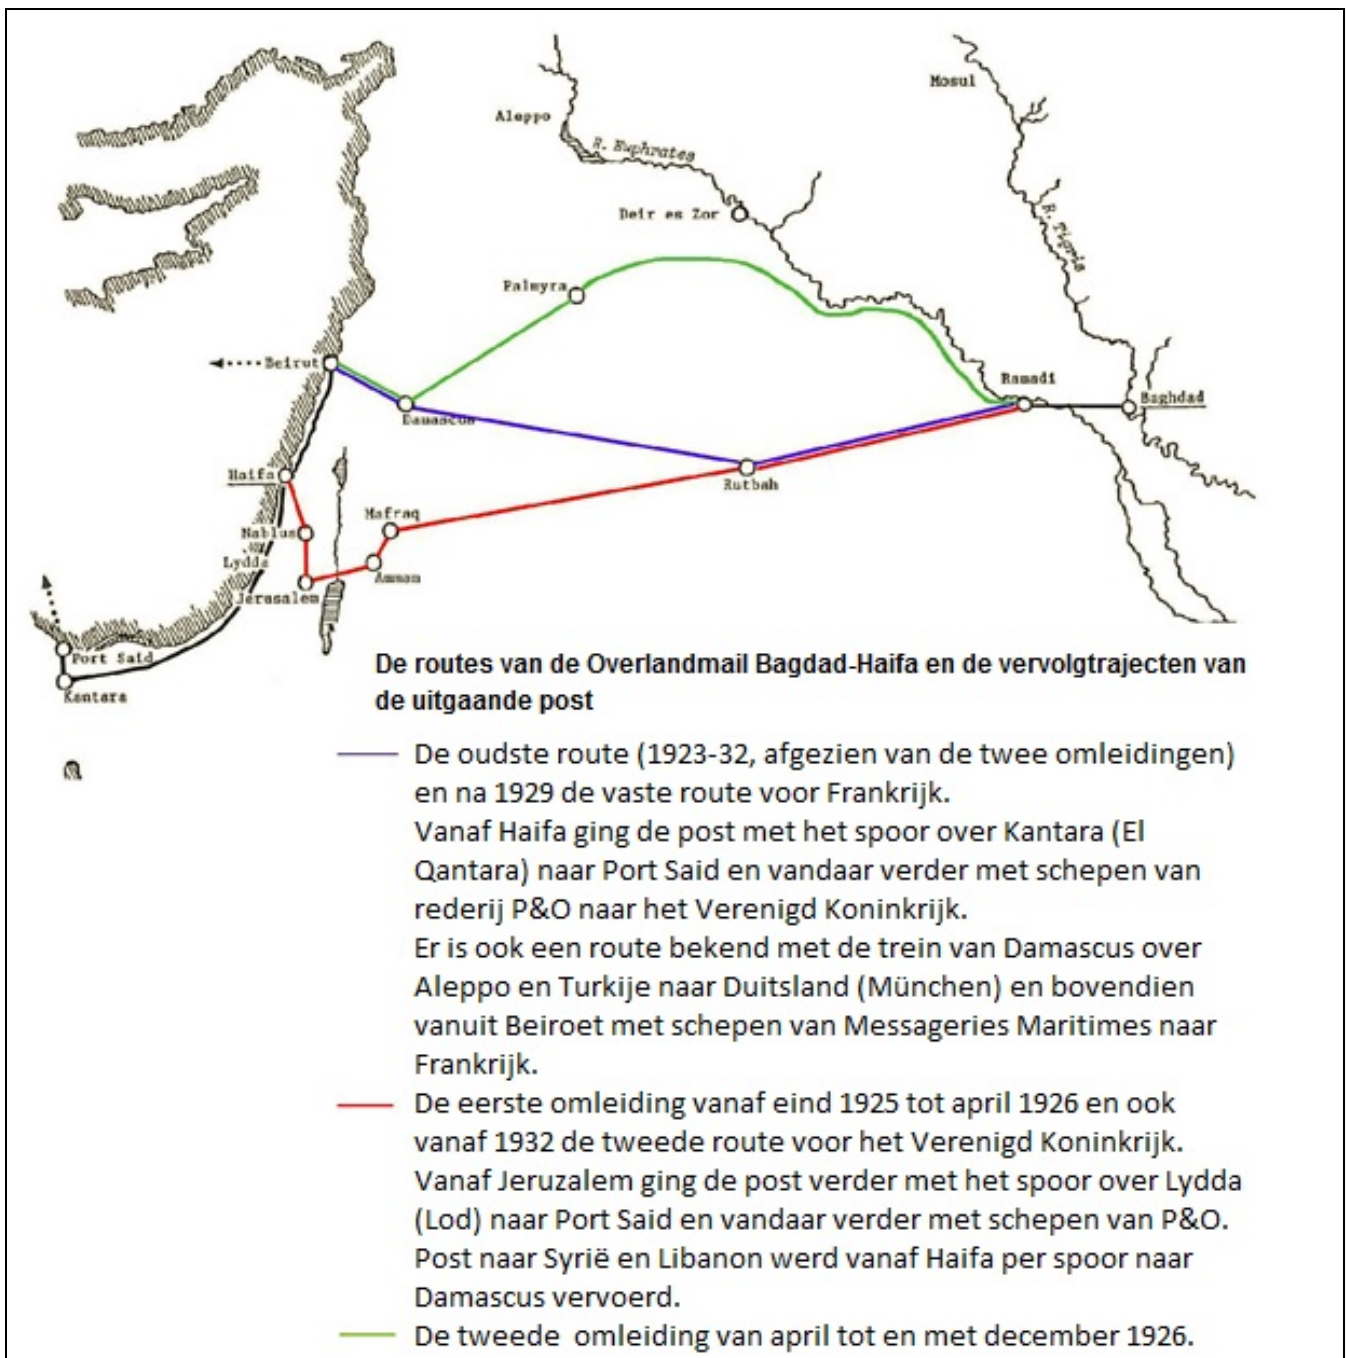 Mosul
Aleppo
R. Euphrates
Deir es Zor
R. Tigris
Palmyra
Beirut
Ramadi
Baghdad
Damascus
Haifa
Rutbah
Mafraq
Nablus
Lydda
Amman
Jerusalem
Port Said
Kantara
De routes van de Overlandmail Bagdad-Haifa en de vervolgtrajecten van
de uitgaande post
De oudste route (1923-32, afgezien van de twee omleidingen)
en na 1929 de vaste route voor Frankrijk.
Vanaf Haifa ging de post met het spoor over Kantara (El
Qantara) naar Port Said en vandaar verder met schepen van
rederij P&O naar het Verenigd Koninkrijk.
Er is ook een route bekend met de trein van Damascus over
Aleppo en Turkije naar Duitsland (München) en bovendien
vanuit Beiroet met schepen van Messageries Maritimes naar
Frankrijk.
De eerste omleiding vanaf eind 1925 tot april 1926 en ook
vanaf 1932 de tweede route voor het Verenigd Koninkrijk.
Vanaf Jeruzalem ging de post verder met het spoor over Lydda
(Lod) naar Port Said en vandaar verder met schepen van P&O.
Post naar Syrië en Libanon werd vanaf Haifa per spoor naar
Damascus vervoerd.
De tweede omleiding van april tot en met december 1926.